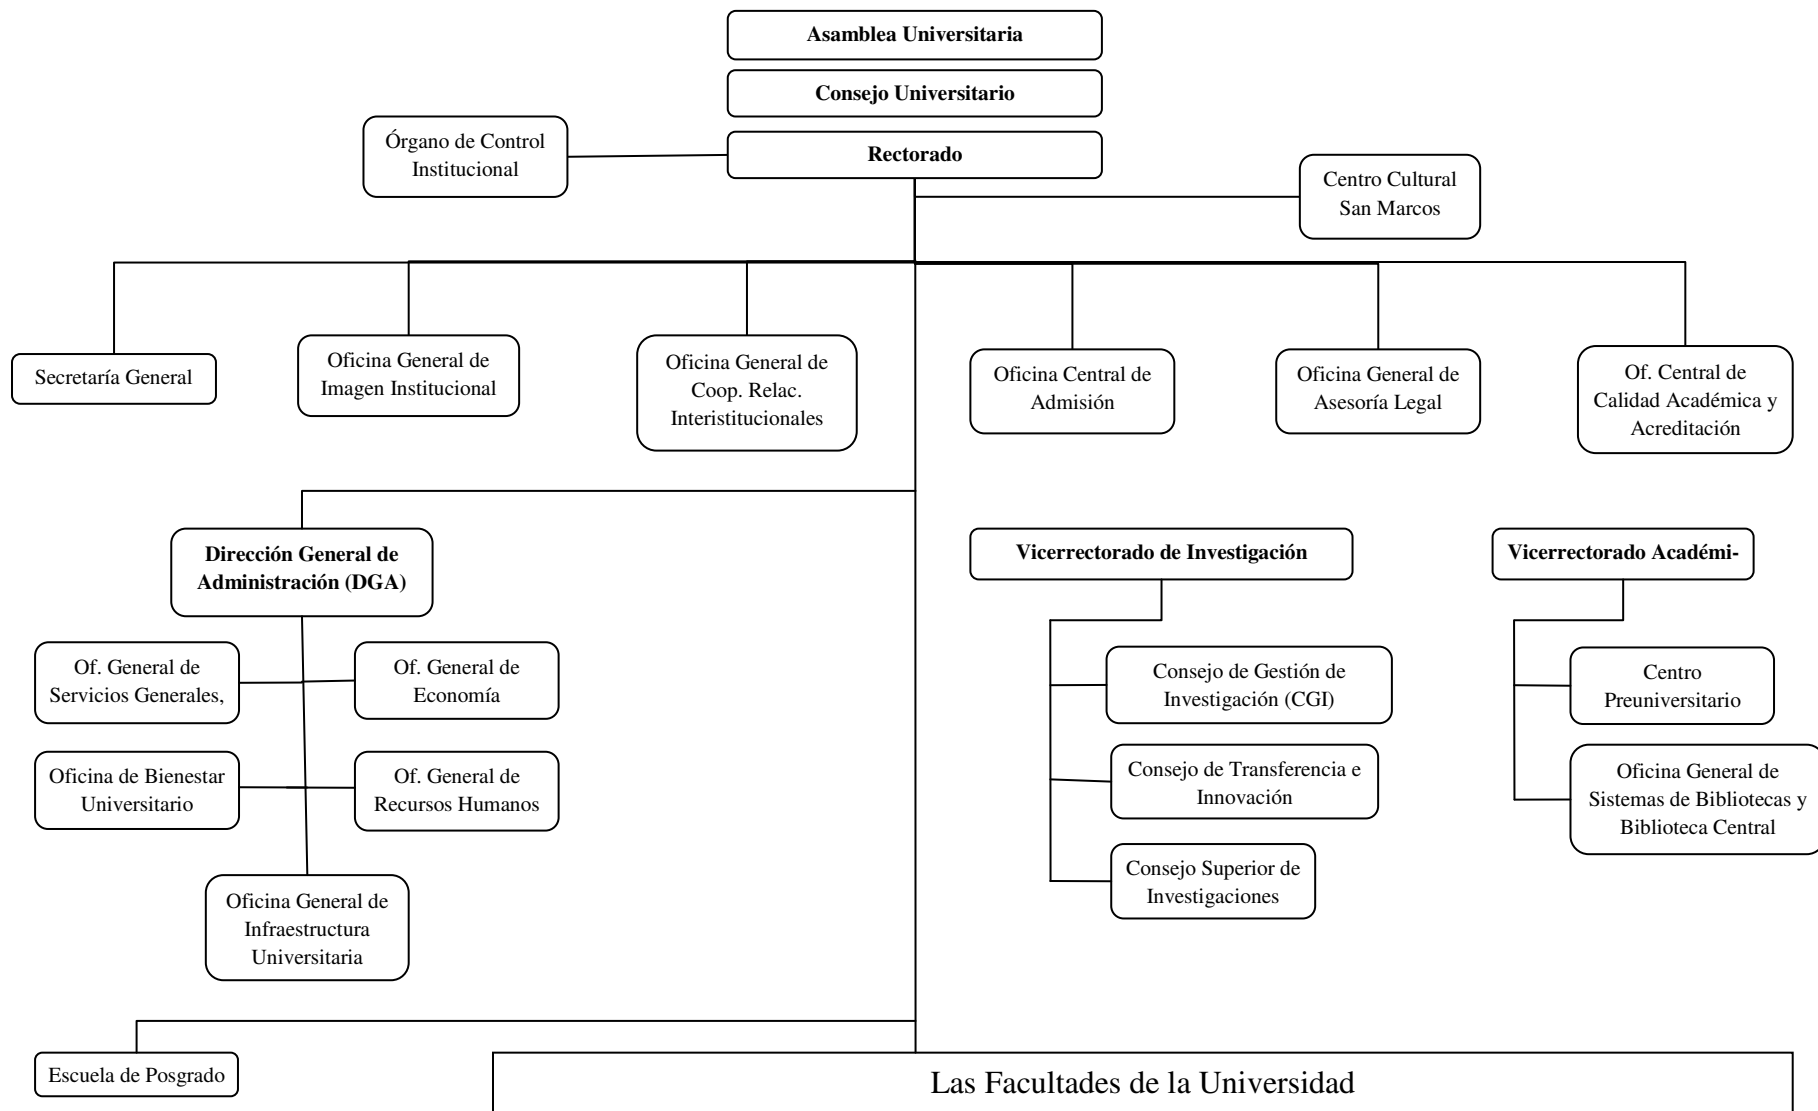 Asamblea Universitaria
Consejo Universitario
Órgano de Control
Institucional
Rectorado
Centro Cultural
San Marcos
Secretaría General
Oficina General de
Imagen Institucional
Oficina General de
Coop. Relac.
Interistitucionales
Oficina Central de
Admisión
Oficina General de
Asesoría Legal
Of. Central de
Calidad Académica y
Acreditación
Dirección General de
Administración (DGA)
Vicerrectorado de Investigación
Vicerrectorado Académi-
Of. General de
Servicios Generales,
Of. General de
Economía
Oficina de Bienestar
Universitario
Of. General de
Recursos Humanos
Oficina General de
Infraestructura
Universitaria
Consejo de Gestión de
Investigación (CGI)
Consejo de Transferencia e
Innovación
Consejo Superior de
Investigaciones
Centro
Preuniversitario
Oficina General de
Sistemas de Bibliotecas y
Biblioteca Central
Escuela de Posgrado
Las Facultades de la Universidad